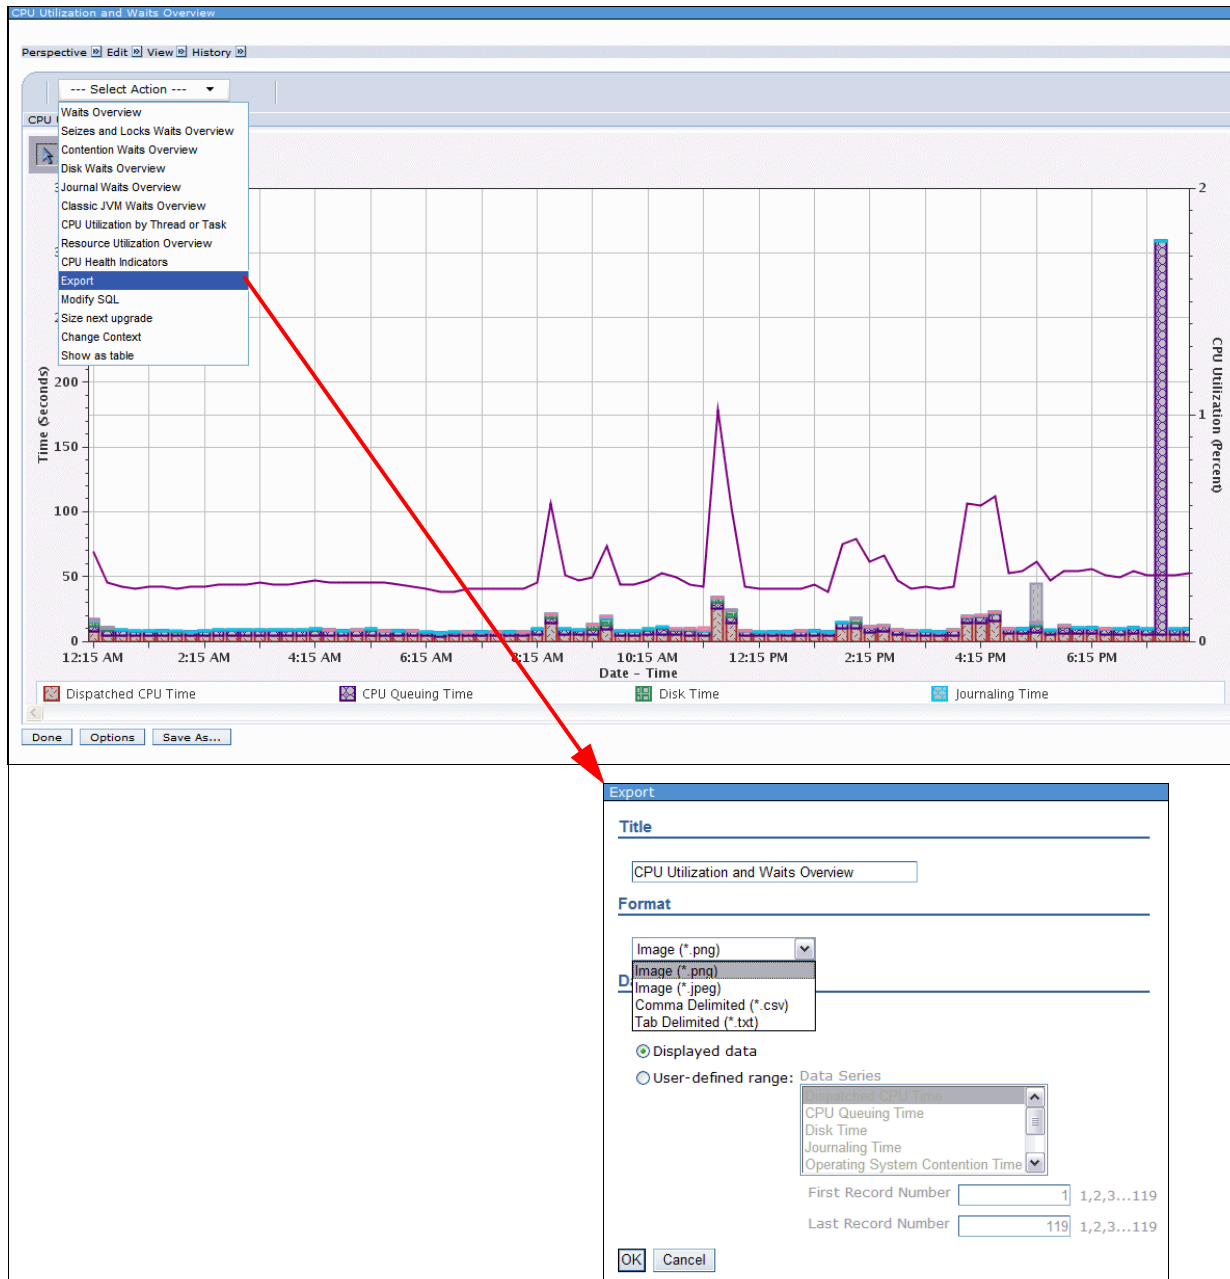 CPU Utilization and Waits Overview
Perspective Edit View History
--- Select Action ---
CPU
Waits Overview
Seizes and Locks Waits Overview
Contention Waits Overview
Disk Waits Overview
Journal Waits Overview
Classic JVM Waits Overview
CPU Utilization by Thread or Task
Resource Utilization Overview
CPU Health Indicators
Export
Modify SQL
Size next upgrade
Change Context
Show as table
200
150
100
50
0
Time (Seconds)
2
1
0
CPU Utilization (Percent)
12:15 AM 2:15 AM 4:15 AM 6:15 AM 8:15 AM 10:15 AM 12:15 PM 2:15 PM 4:15 PM 6:15 PM
Date - Time
Dispatched CPU Time CPU Queuing Time Disk Time Journaling Time
Done Options Save As...
Export
Title
CPU Utilization and Waits Overview
Format
Image (*.png)
Image (*.png)
Image (*.jpeg)
Comma Delimited (*.csv)
Tab Delimited (*.txt)
Displayed data
User-defined range: Data Series
Dispatched CPU Time
CPU Queuing Time
Disk Time
Journaling Time
Operating System Contention Time
First Record Number 1 1,2,3...119
Last Record Number 119 1,2,3...119
OK Cancel